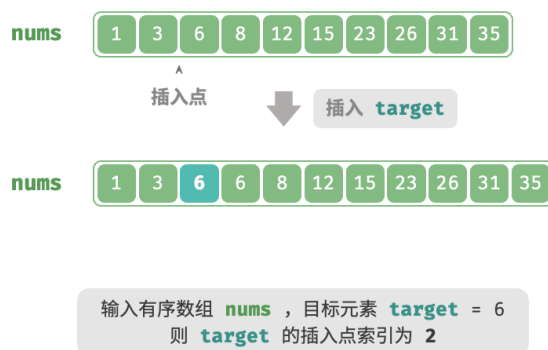 nums 1 3 6 8 12 15 23 26 31 35
插入点
插入 target
nums 1 3 6 6 8 12 15 23 26 31 35
输入有序数组 nums ，目标元素 target = 6
则 target 的插入点索引为 2